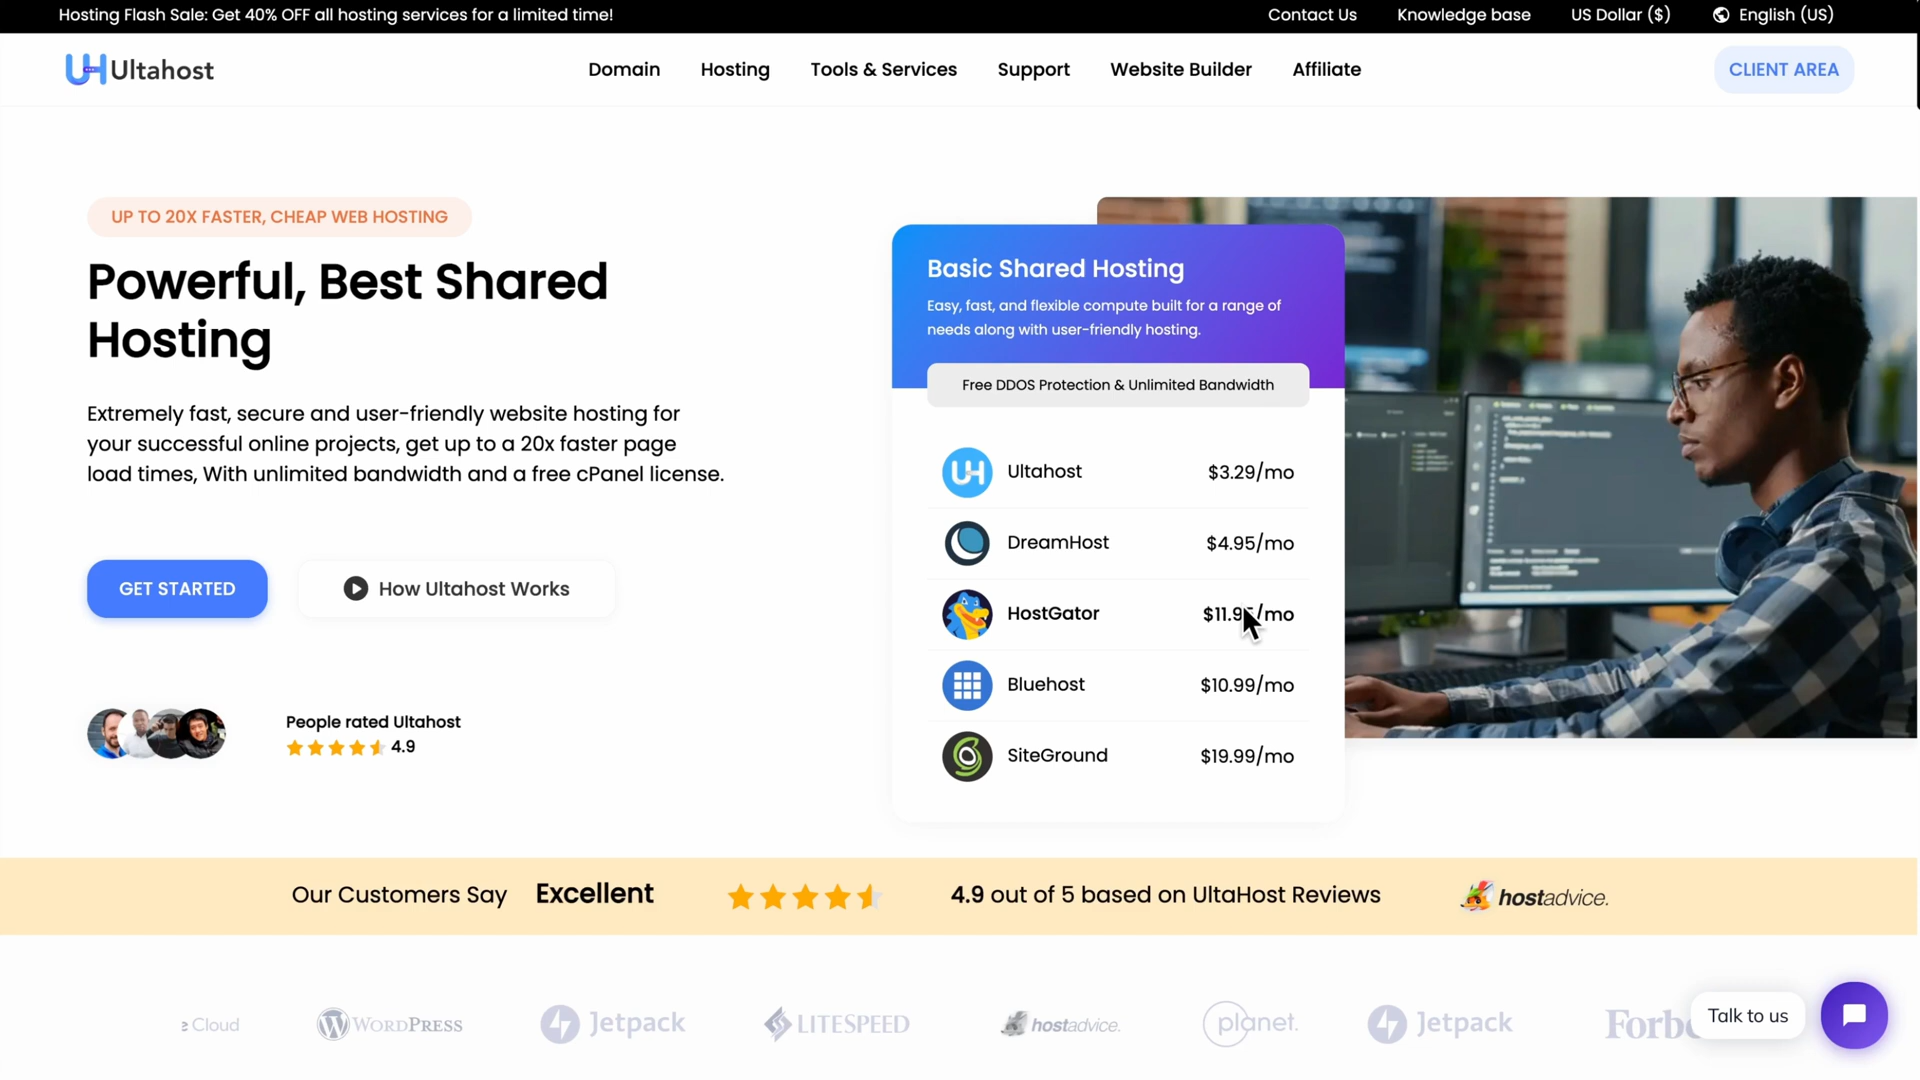 Hosting Flash Sale: Get 40% OFF all hosting services for a limited time!
Contact Us
Knowledge base
US Dollar ($)
English (US)
Ultahost
Domain
Hosting
Tools & Services
Support
Website Builder
Affiliate
CLIENT AREA
UP TO 20X FASTER, CHEAP WEB HOSTING
Powerful, Best Shared
Hosting
Extremely fast, secure and user-friendly website hosting for
your successful online projects, get up to a 20x faster page
load times, With unlimited bandwidth and a free cPanel license.
GET STARTED
How Ultahost Works
People rated Ultahost
4.9
Basic Shared Hosting
Easy, fast, and flexible compute built for a range of
needs along with user-friendly hosting.
Free DDOS Protection & Unlimited Bandwidth
Ultahost $3.29/mo
DreamHost $4.95/mo
HostGator $11.95/mo
Bluehost $10.99/mo
SiteGround $19.99/mo
Our Customers Say Excellent 4.9 out of 5 based on UltaHost Reviews hostadvice.
Cloud
WORDPRESS
Jetpack
LITESPEED
hostadvice.
planet.
Jetpack
Talk to us